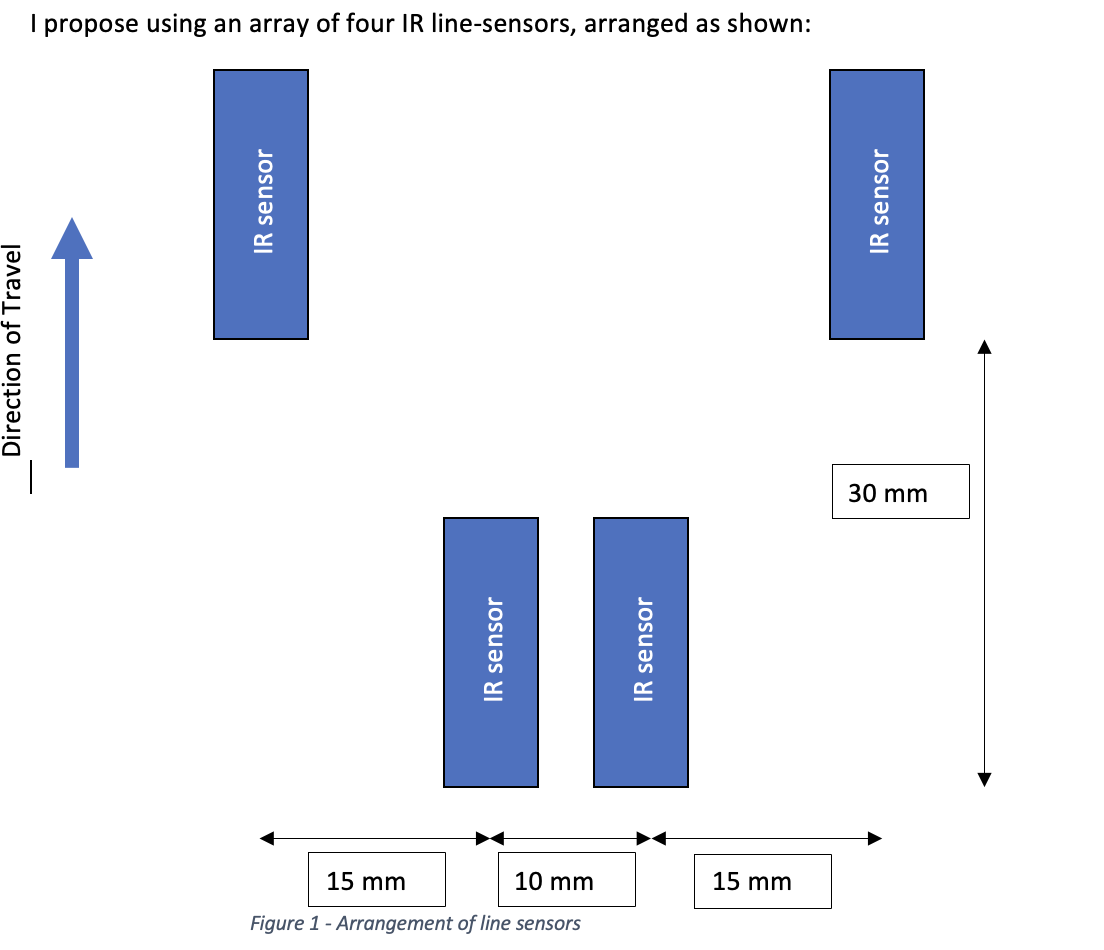 I propose using an array of four IR line-sensors, arranged as shown:
IR sensor
IR sensor
Direction of Travel
30 mm
IR sensor
IR sensor
15 mm
10 mm
15 mm
Figure 1 - Arrangement of line sensors